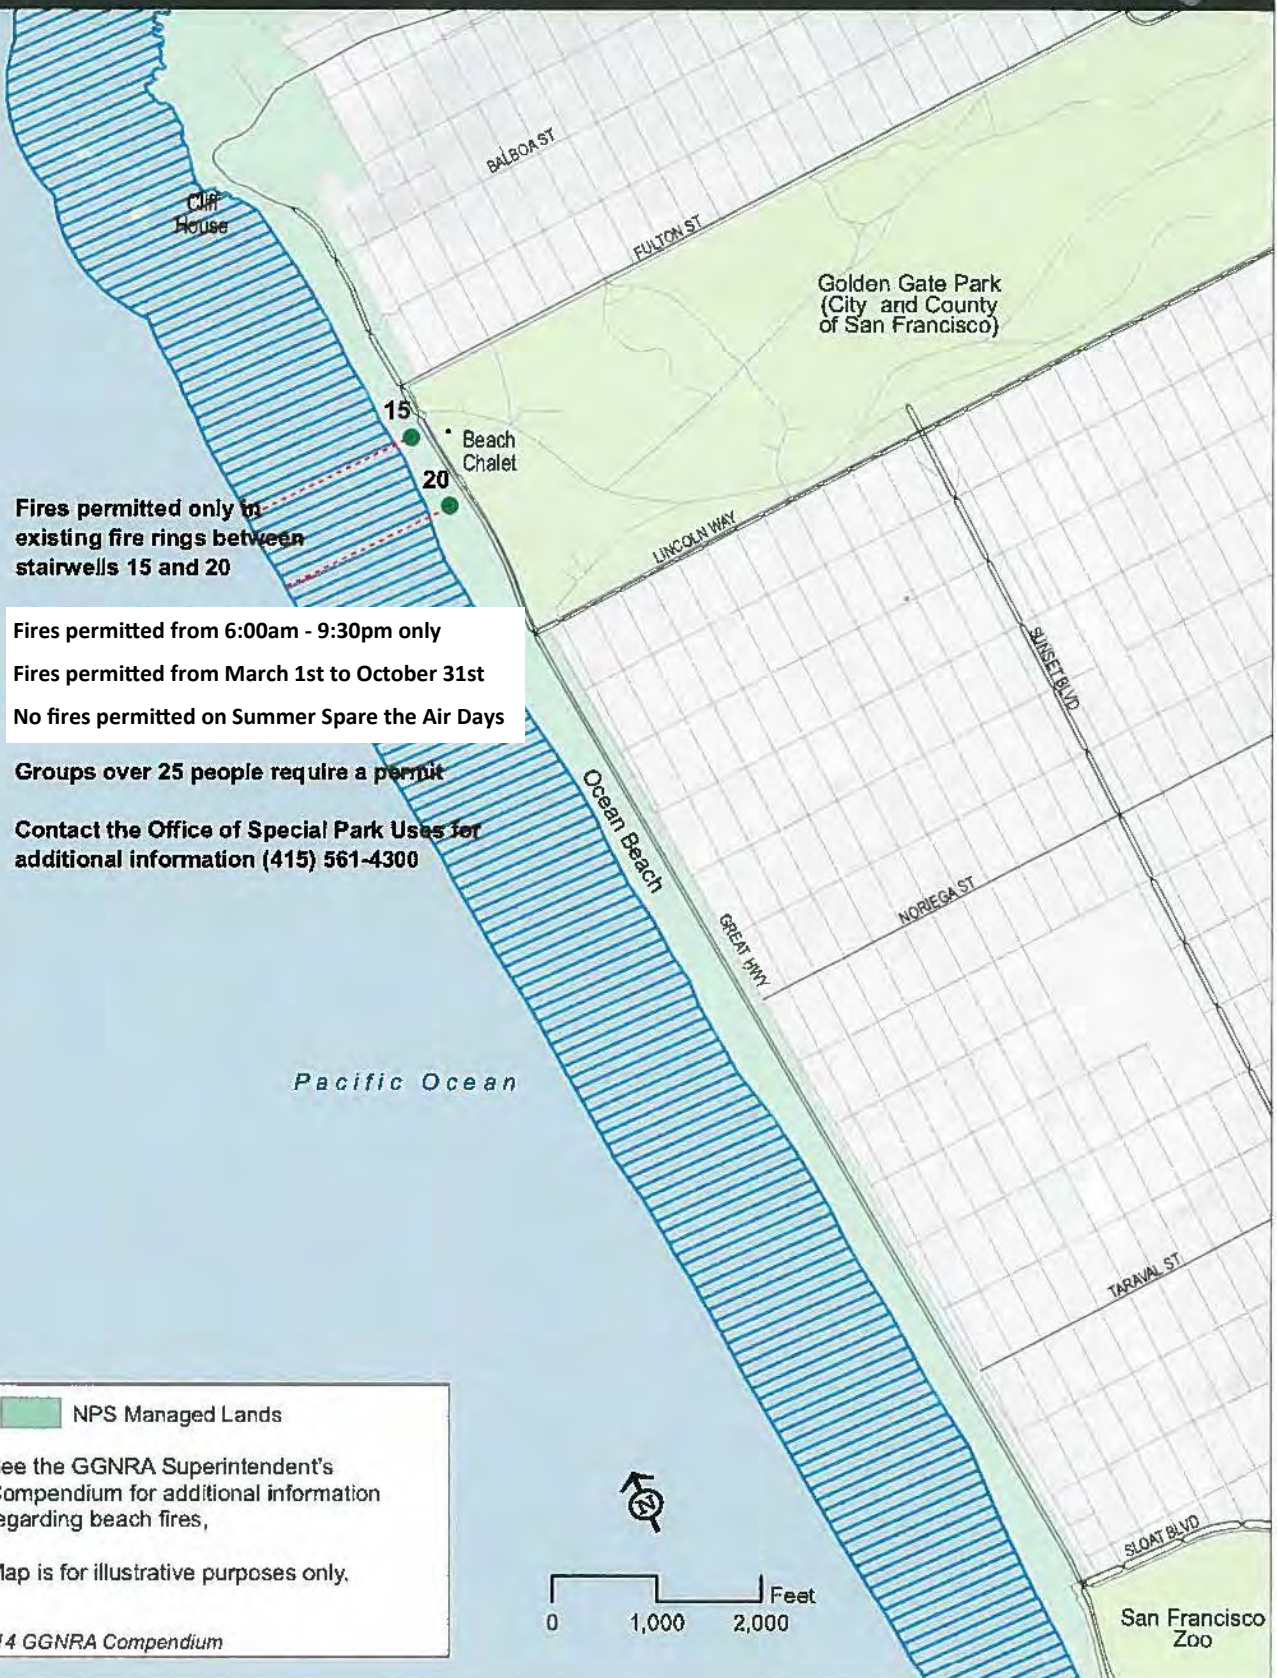 BALBOA ST
Cliff
House
FULTON ST
Golden Gate Park
(City and County
of San Francisco)
15
Beach
Chalet
20
Fires permitted only in
existing fire rings between
stairwells 15 and 20
LINCOLN WAY
Fires permitted from 6:00am - 9:30pm only
Fires permitted from March 1st to October 31st
No fires permitted on Summer Spare the Air Days
SUNSET BLVD
Groups over 25 people require a permit
Ocean Beach
Contact the Office of Special Park Uses for
additional information (415) 561-4300
NORIEGA ST
GREAT HWY
Pacific Ocean
TARAVAL ST
NPS Managed Lands
ee the GGNRA Superintendent's
ompendium for additional information
egarding beach fires,
ap is for illustrative purposes only.
4 GGNRA Compendium
N
0 1,000 2,000 Feet
SLOAT BLVD
San Francisco
Zoo